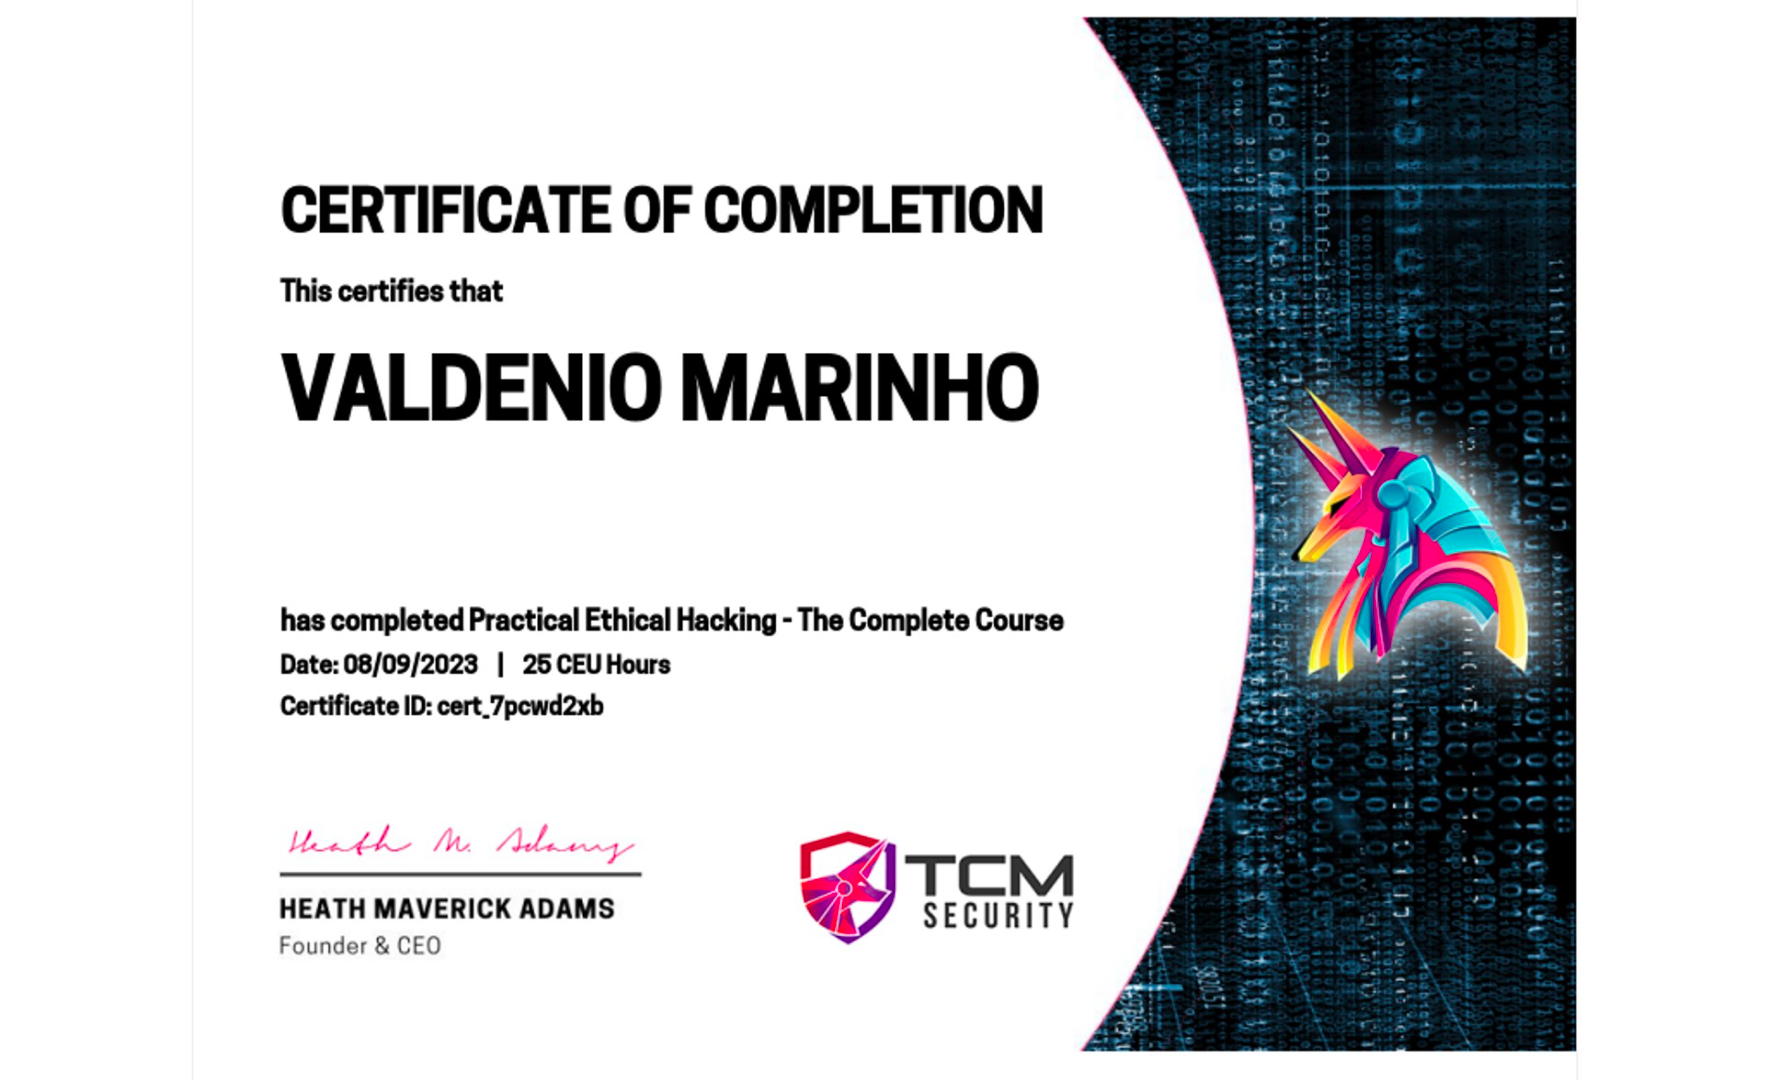 CERTIFICATE OF COMPLETION
This certifies that
VALDENIO MARINHO
has completed Practical Ethical Hacking - The Complete Course
Date: 08/09/2023 | 25 CEU Hours
Certificate ID: cert_7pcwd2xb
Heath M. Adams
HEATH MAVERICK ADAMS
Founder & CEO
TCM
SECURITY